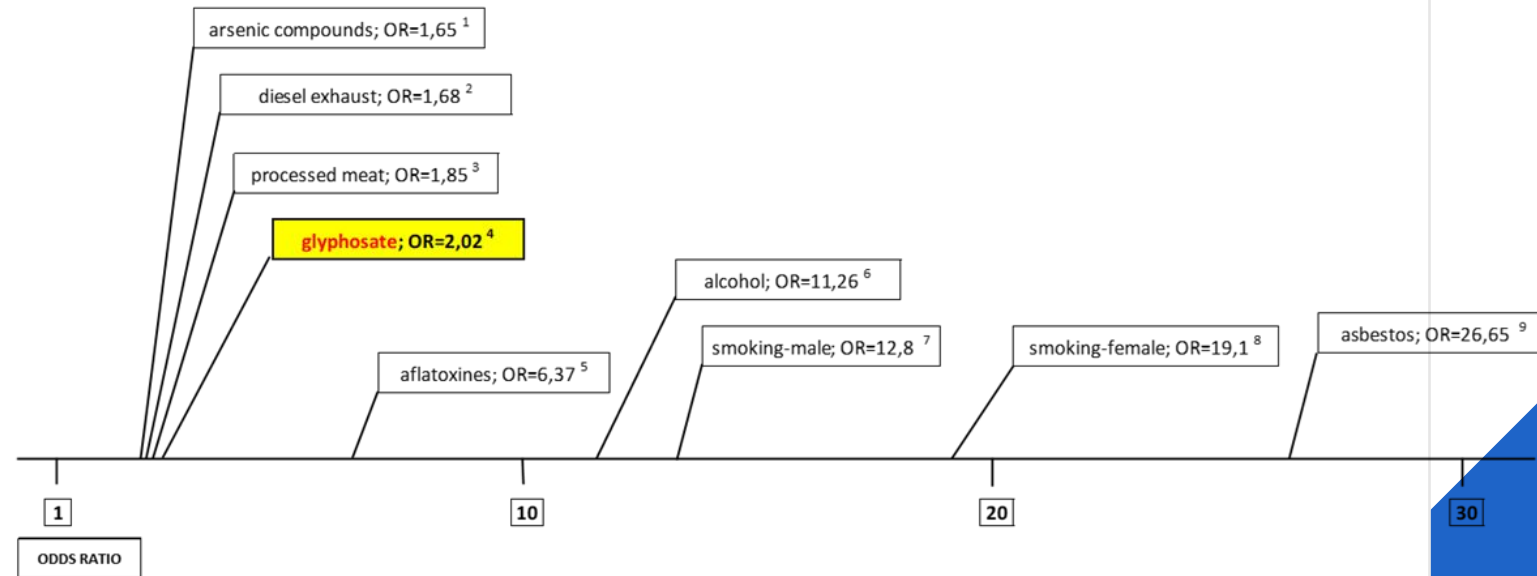 arsenic compounds; OR=1,65 1
diesel exhaust; OR=1,68 2
processed meat; OR=1,85 3
glyphosate; OR=2,02 4
alcohol; OR=11,26 6
smoking-male; OR=12,8 7
smoking-female; OR=19,1 8
asbestos; OR=26,65 9
aflatoxines; OR=6,37 5
1
10
20
30
ODDS RATIO